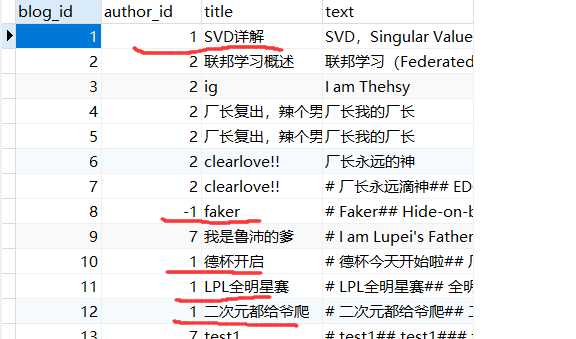 blog_id author_id title text
1 1 SVD详解 SVD，Singular Value
2 2 联邦学习概述 联邦学习（Federated
3 2 ig I am Thehsy
4 2 厂长复出，辣个男 厂长我的厂长
5 2 厂长复出，辣个男 厂长我的厂长
6 2 clearlove!! 厂长永远的神
7 2 clearlove!! # 厂长永远滴神## ED
8 -1 faker # Faker## Hide-on-b
9 7 我是鲁沛的爹 # I am Lupei's Father
10 1 德杯开启 # 德杯今天开始啦##
11 1 LPL全明星赛 # LPL全明星赛## 全明
12 1 二次元都给爷爬 # 二次元都给爷爬##
13 7 test1 # test1## test1###